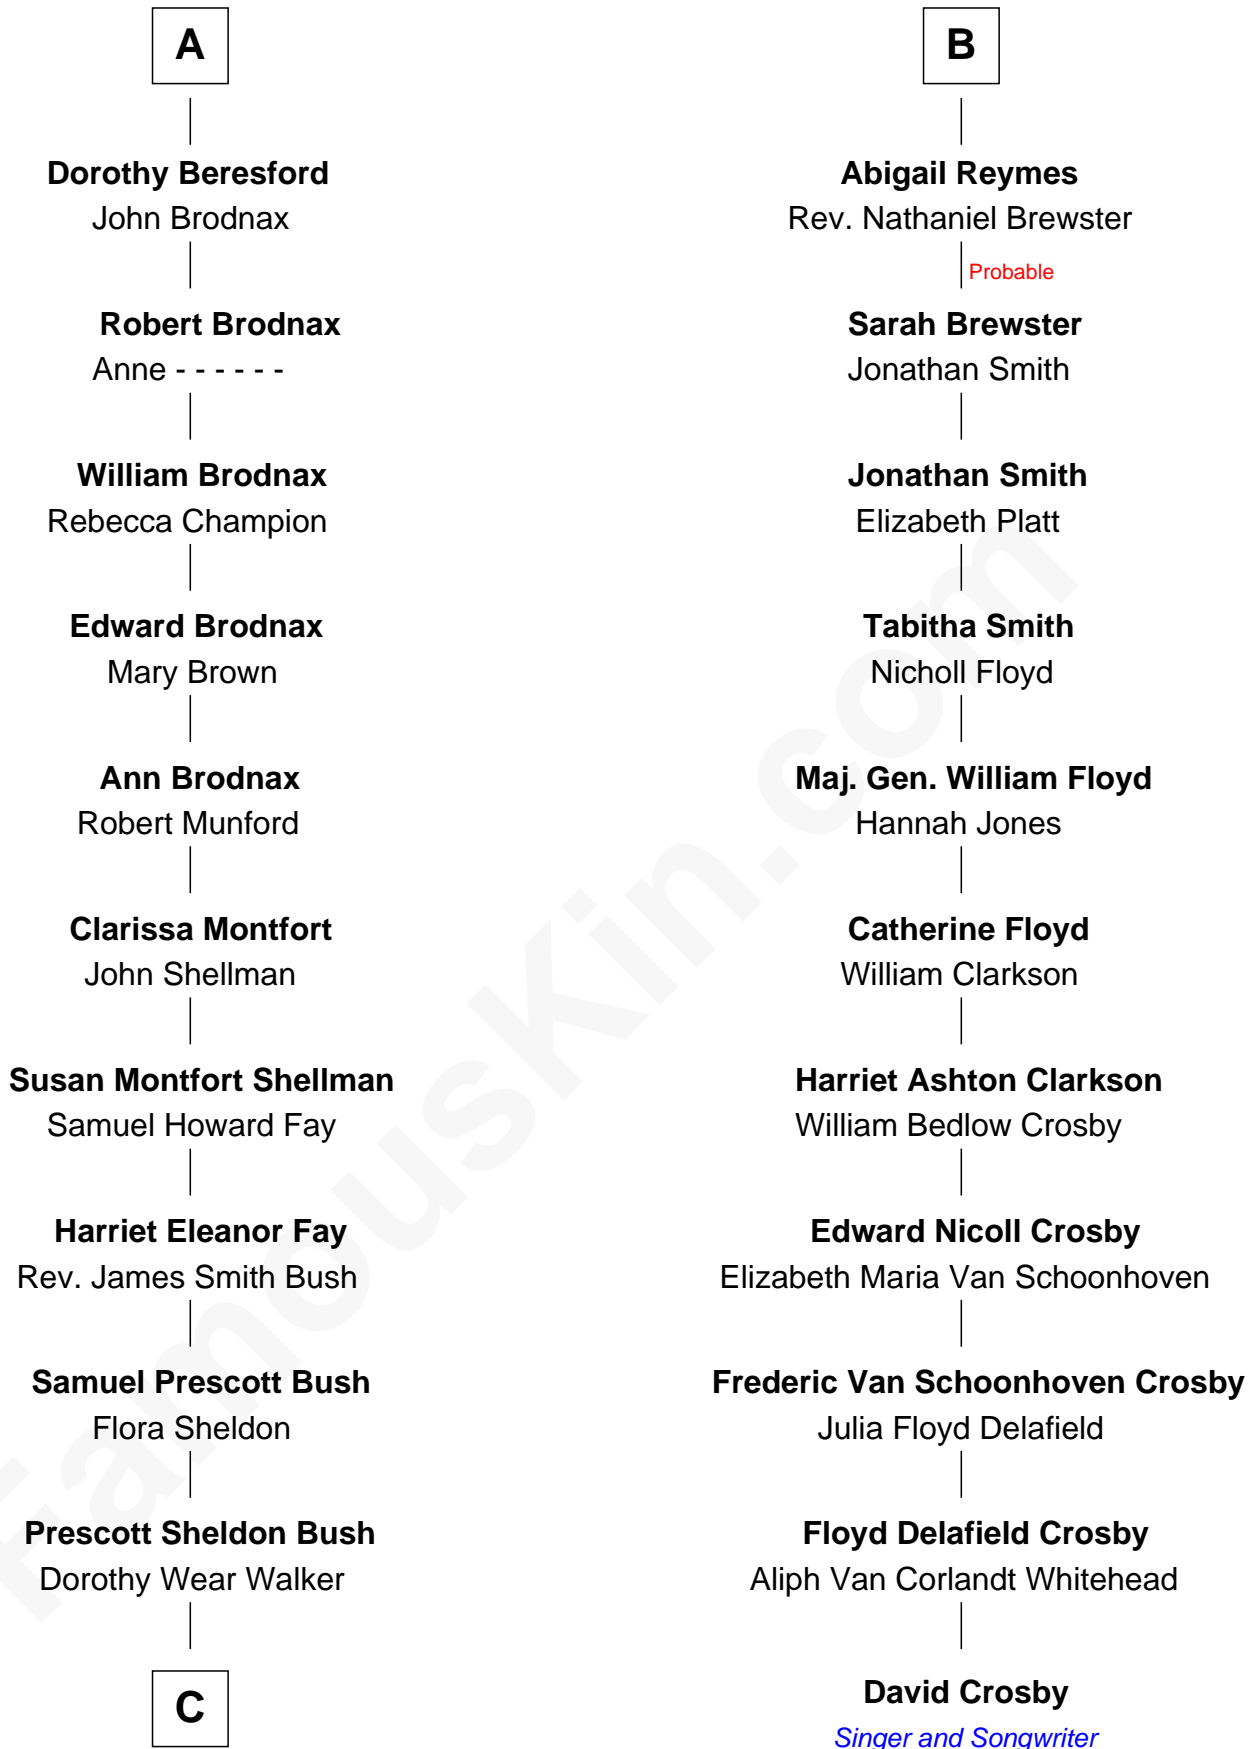 A
Dorothy Beresford
John Brodnax
Robert Brodnax
Anne - - - - - -
William Brodnax
Rebecca Champion
Edward Brodnax
Mary Brown
Ann Brodnax
Robert Munford
Clarissa Montfort
John Shellman
Susan Montfort Shellman
Samuel Howard Fay
Harriet Eleanor Fay
Rev. James Smith Bush
Samuel Prescott Bush
Flora Sheldon
Prescott Sheldon Bush
Dorothy Wear Walker
C
B
Abigail Reymes
Rev. Nathaniel Brewster
Probable
Sarah Brewster
Jonathan Smith
Jonathan Smith
Elizabeth Platt
Tabitha Smith
Nicholl Floyd
Maj. Gen. William Floyd
Hannah Jones
Catherine Floyd
William Clarkson
Harriet Ashton Clarkson
William Bedlow Crosby
Edward Nicoll Crosby
Elizabeth Maria Van Schoonhoven
Frederic Van Schoonhoven Crosby
Julia Floyd Delafield
Floyd Delafield Crosby
Aliph Van Corlandt Whitehead
David Crosby
Singer and Songwriter
FamousKin.com